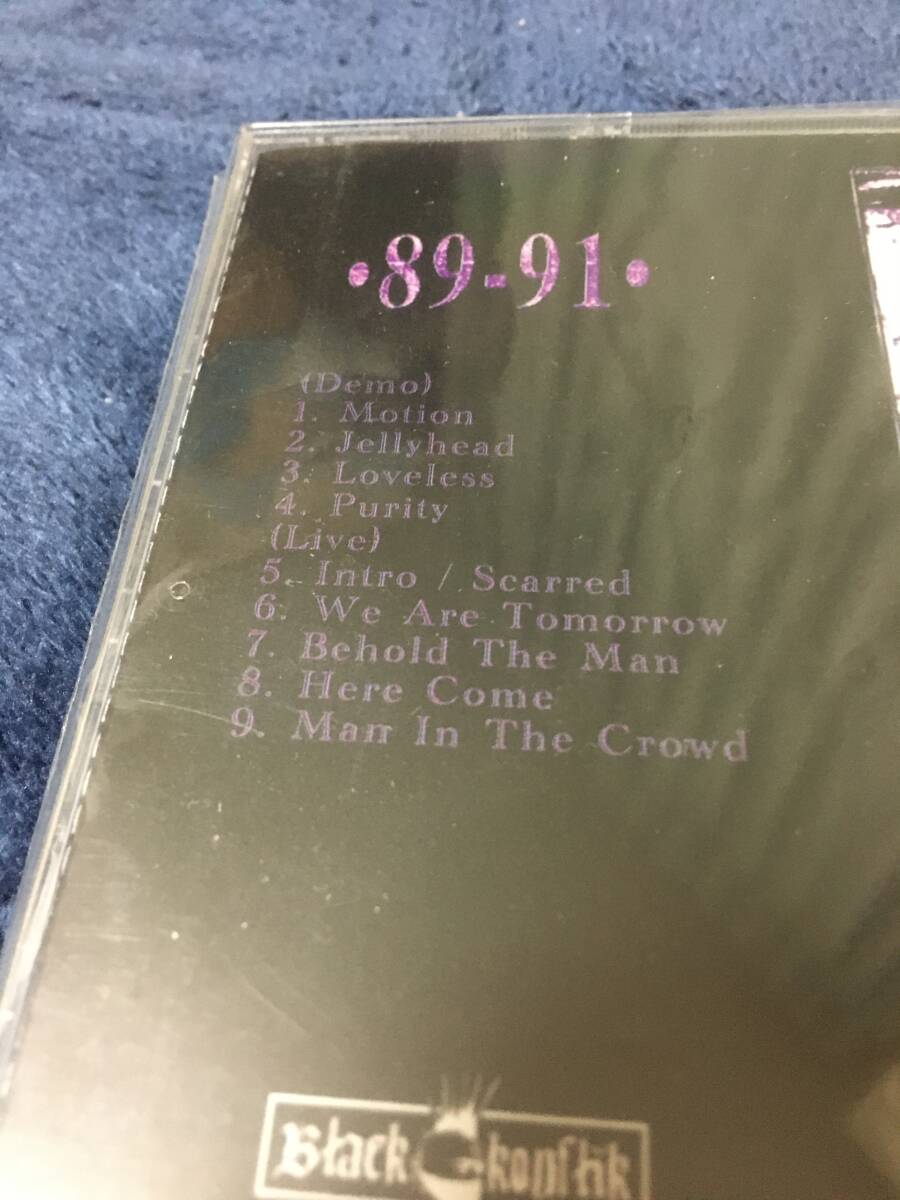 •89-91•
(Demo)
1. Motion
2. Jellyhead
3. Loveless
4. Purity
(Live)
5. Intro / Scarred
6. We Are Tomorrow
7. Behold The Man
8. Here Come
9. Man In The Crowd
Black